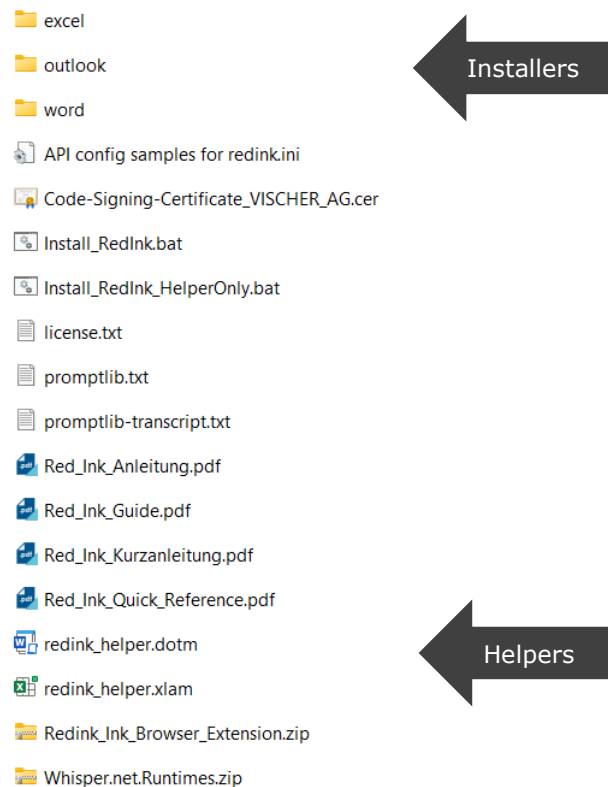 excel
outlook
Installers
word
API config samples for redink.ini
Code-Signing-Certificate_VISCHER_AG.cer
Install_RedInk.bat
Install_RedInk_HelperOnly.bat
license.txt
promptlib.txt
promptlib-transcript.txt
Red_Ink_Anleitung.pdf
Red_Ink_Guide.pdf
Red_Ink_Kurzanleitung.pdf
Red_Ink_Quick_Reference.pdf
redink_helper.dotm
Helpers
redink_helper.xlam
Redink_Ink_Browser_Extension.zip
Whisper.net.Runtimes.zip